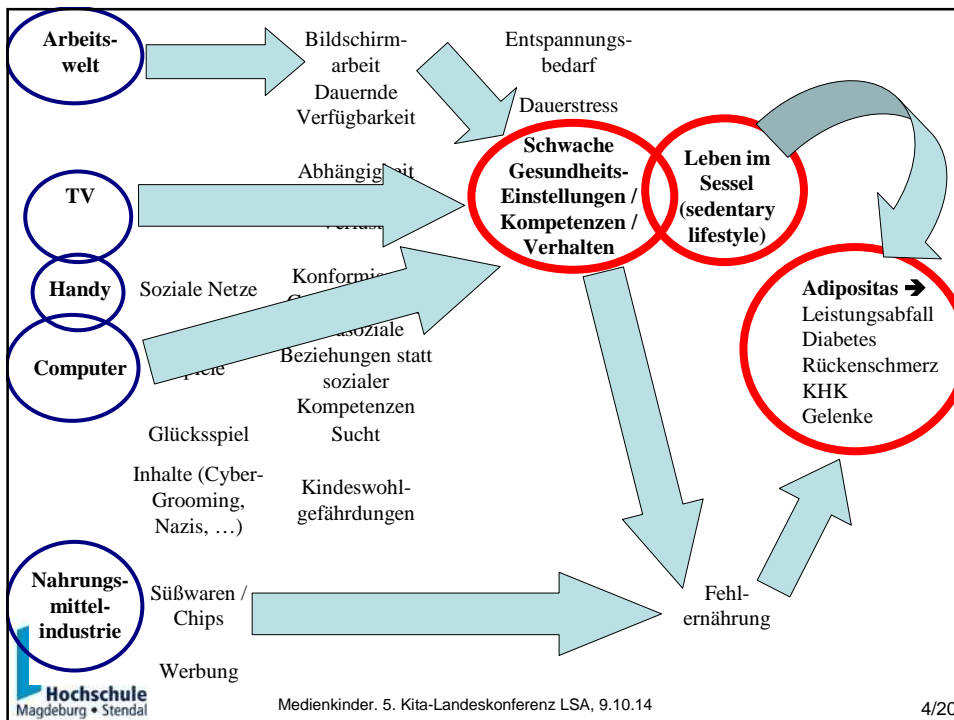 Arbeits-
welt
Bildschirm-
arbeit
Dauernde
Verfügbarkeit
Entspannungs-
bedarf
Dauerstress
Schwache
Gesundheits-
Einstellungen /
Kompetenzen /
Verhalten
Leben im
Sessel
(sedentary
lifestyle)
TV
Abhängigkeit
Handy
Soziale Netze
Computer
Beziehungen statt
sozialer
Kompetenzen
Adipositas ➔
Leistungsabfall
Diabetes
Rückenschmerz
KHK
Gelenke
Glücksspiel
Sucht
Inhalte (Cyber-
Grooming,
Nazis, …)
Kindeswohl-
gefährdungen
Nahrungs-
mittel-
industrie
Süßwaren /
Chips
Werbung
Fehl-
ernährung
Hochschule
Magdeburg • Stendal
Medienkinder. 5. Kita-Landeskonferenz LSA, 9.10.14
4/20